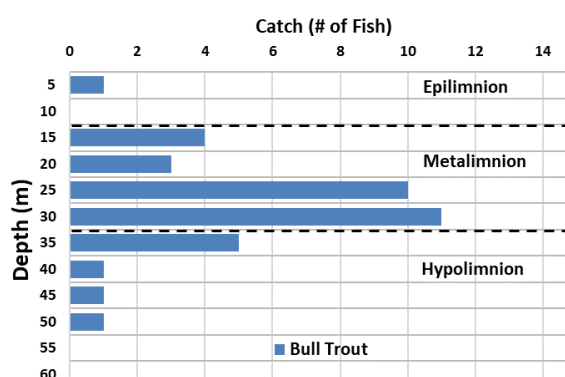 Catch (# of Fish)
0 2 4 6 8 10 12 14
Depth (m)
5
Epilimnion
10
15
20
Metalimnion
25
30
35
40
Hypolimnion
45
50
55
Bull Trout
60